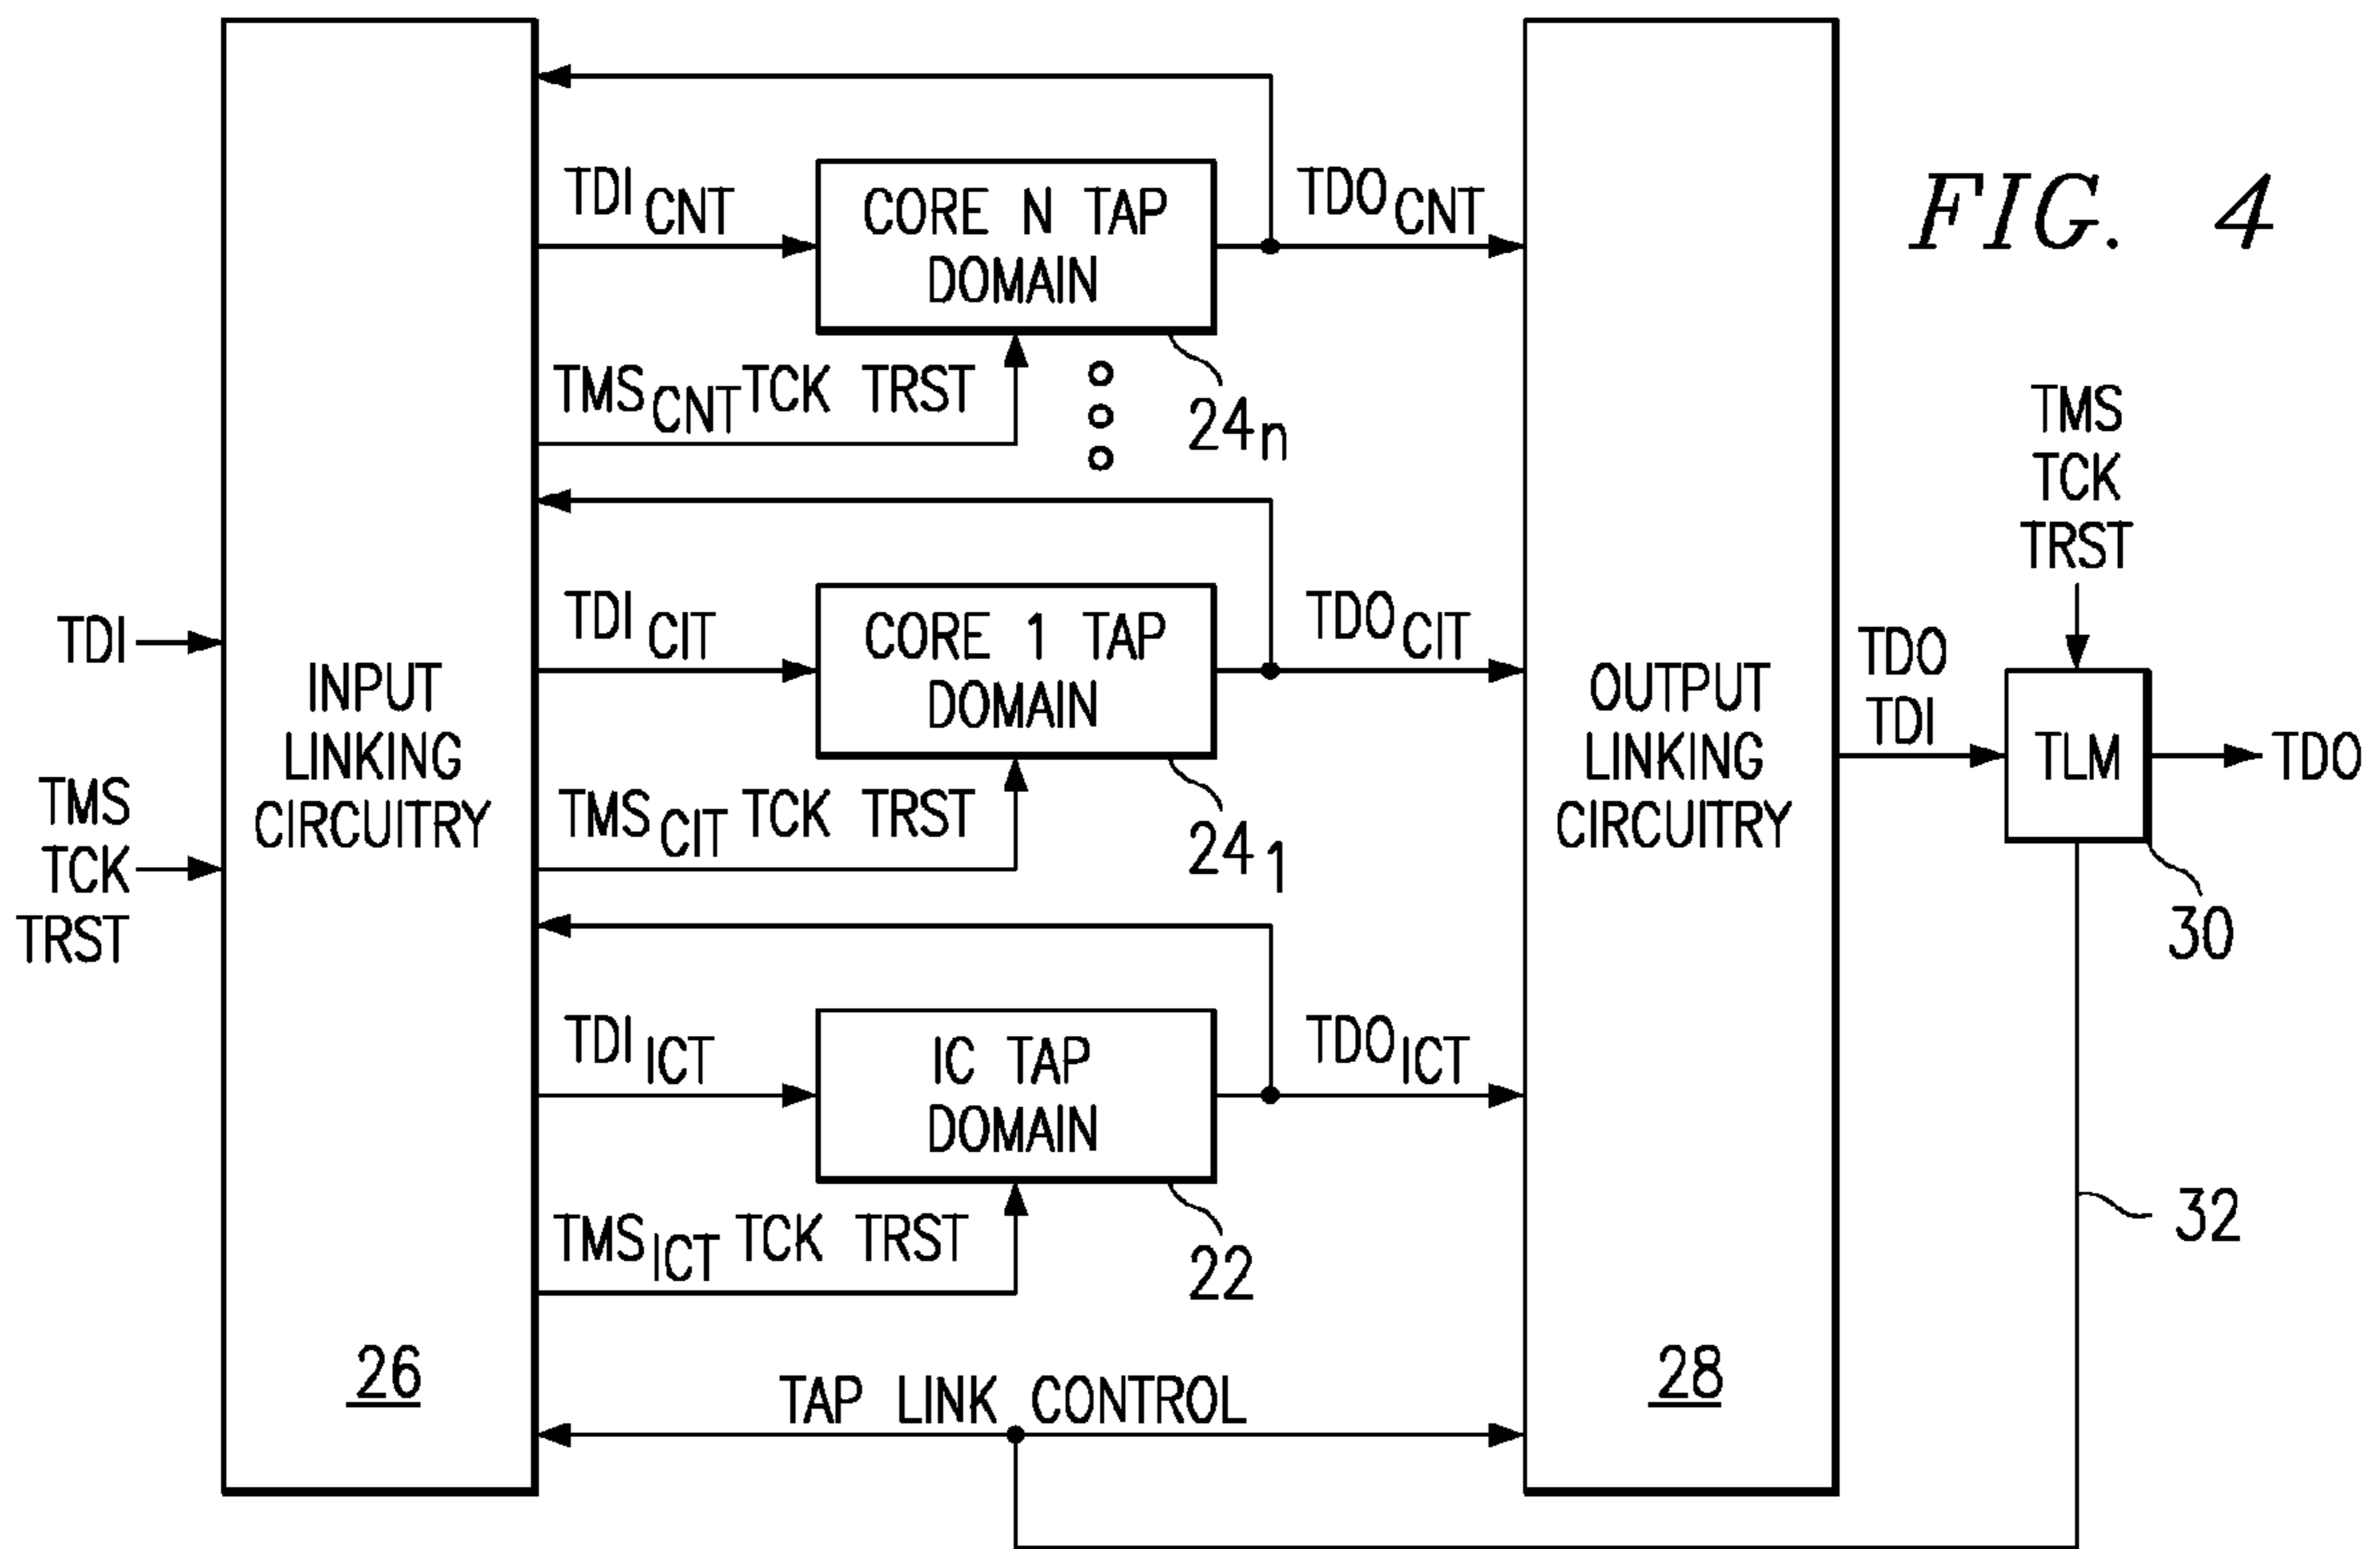 FIG. 4
TDI CNT
CORE N TAP
DOMAIN
TDO CNT
TMS CNT TCK TRST
24n
TMS
TCK
TRST
TDI
TDI CIT
CORE 1 TAP
DOMAIN
TDO CIT
INPUT
LINKING
CIRCUITRY
OUTPUT
LINKING
CIRCUITRY
TDO
TDI
TLM
TDO
TMS
TCK
TRST
TMS CIT TCK TRST
24 1
30
TDI ICT
IC TAP
DOMAIN
TDO ICT
TMS ICT TCK TRST
22
32
26
TAP LINK CONTROL
28